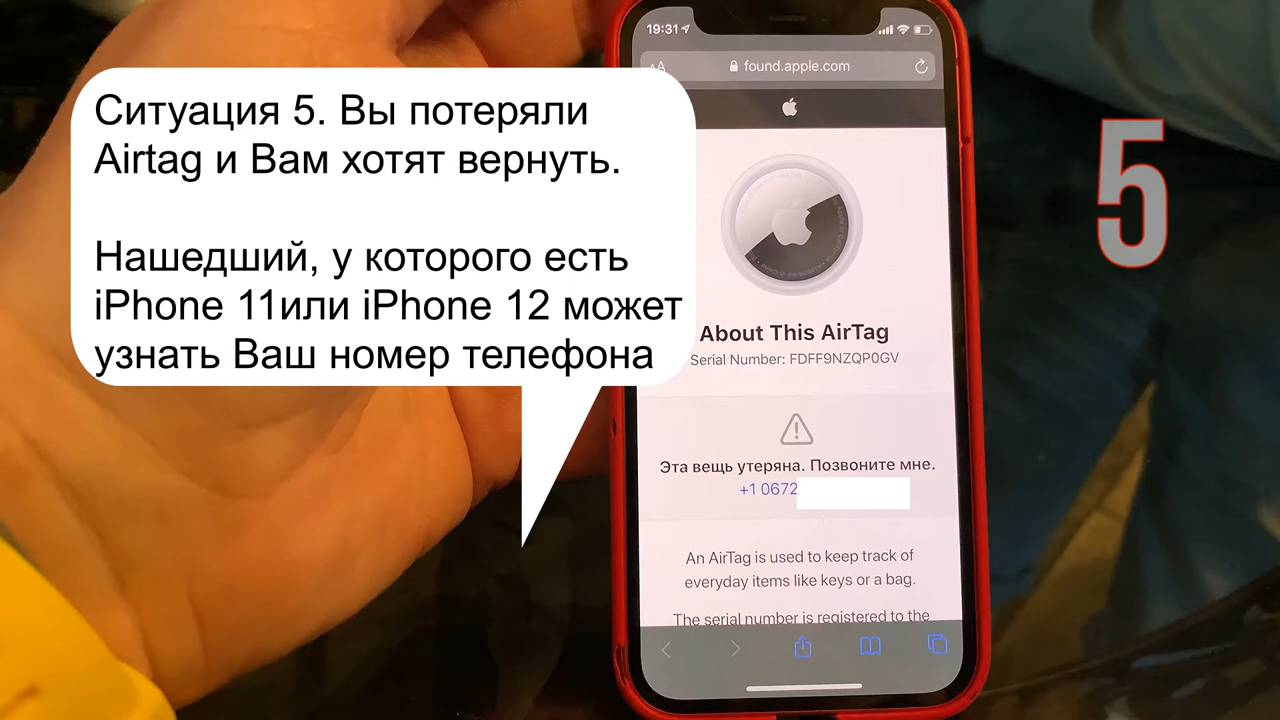 Ситуация 5. Вы потеряли
Airtag и Вам хотят вернуть.
Нашедший, у которого есть
iPhone 11или iPhone 12 может
узнать Ваш номер телефона
5
19:31
AA
found.apple.com
About This AirTag
Serial Number: FDFF9NZQP0GV
Эта вещь утеряна. Позвоните мне.
+1 0672
An AirTag is used to keep track of
everyday items like keys or a bag.
The serial number is registered to the